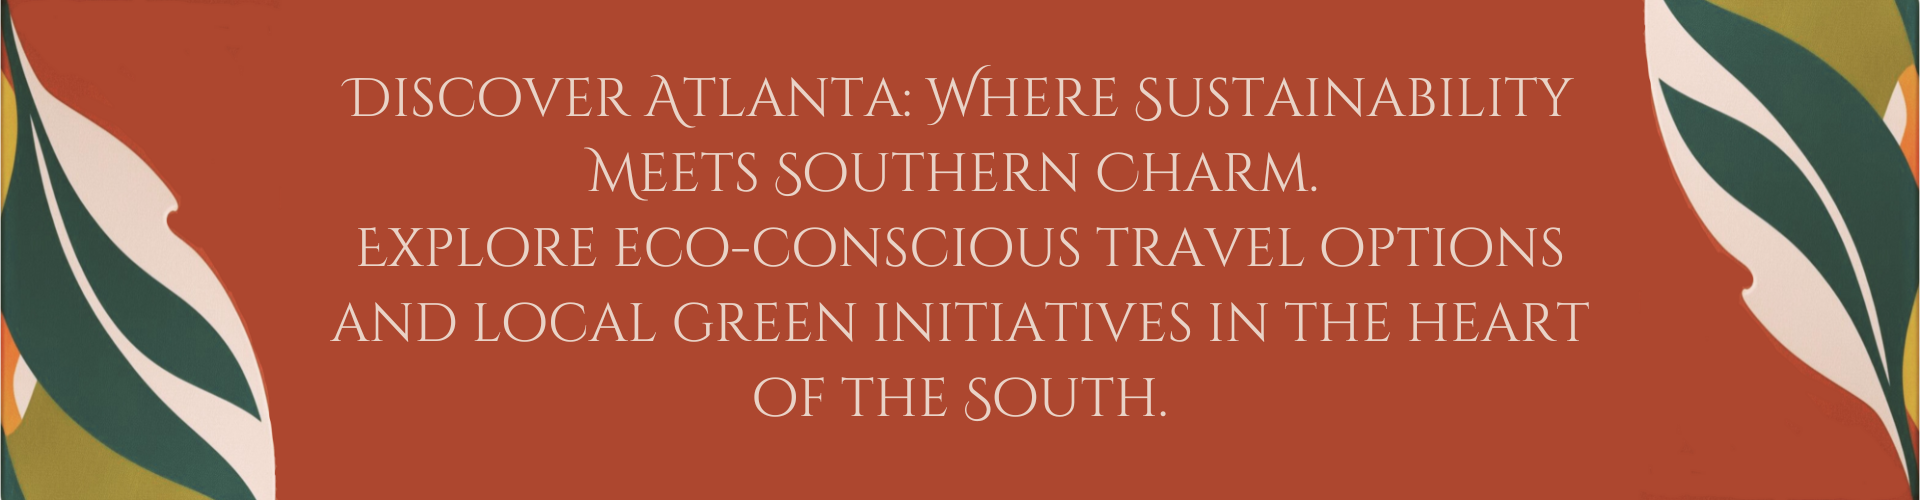 Discover Atlanta: Where Sustainability
Meets Southern Charm.
Explore eco-conscious travel options
and local green initiatives in the heart
of the South.